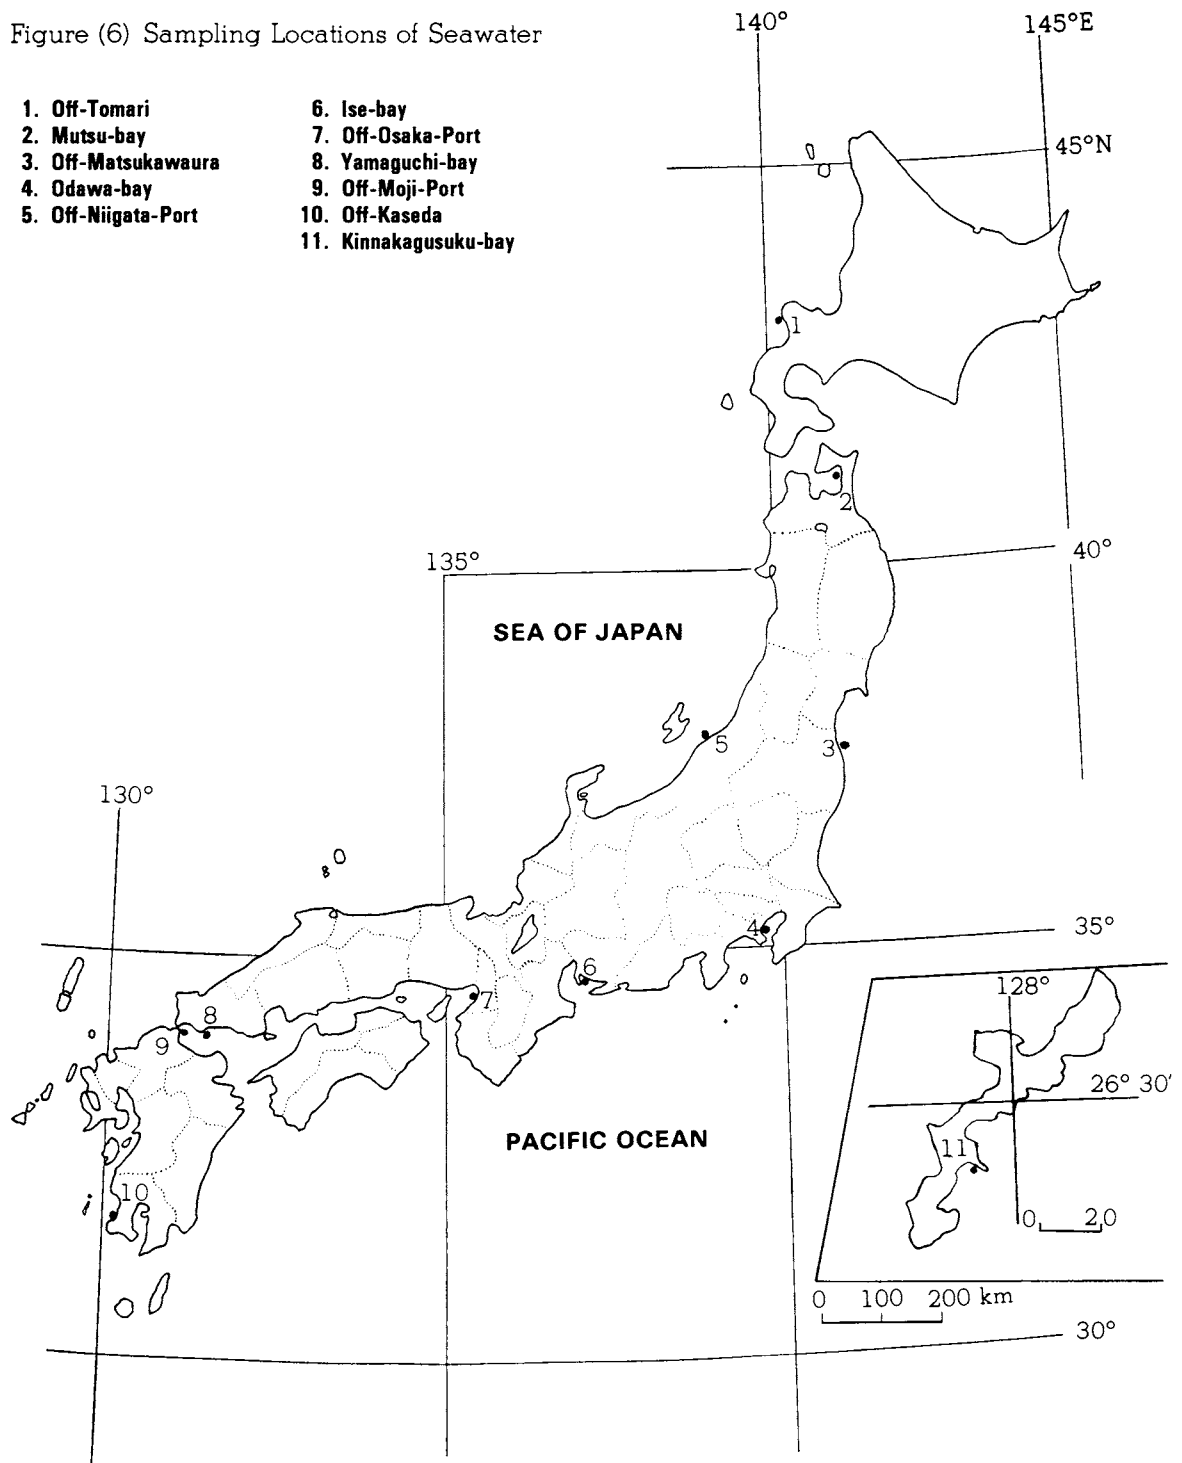 Figure (6) Sampling Locations of Seawater
1. Off-Tomari
2. Mutsu-bay
3. Off-Matsukawaura
4. Odawa-bay
5. Off-Niigata-Port
6. Ise-bay
7. Off-Osaka-Port
8. Yamaguchi-bay
9. Off-Moji-Port
10. Off-Kaseda
11. Kinnakagusuku-bay
140°
145°E
45°N
1
2
40°
135°
SEA OF JAPAN
5
3
130°
4
35°
6
7
8
9
128°
26° 30'
PACIFIC OCEAN
11
10
0 20
0 100 200 km
30°